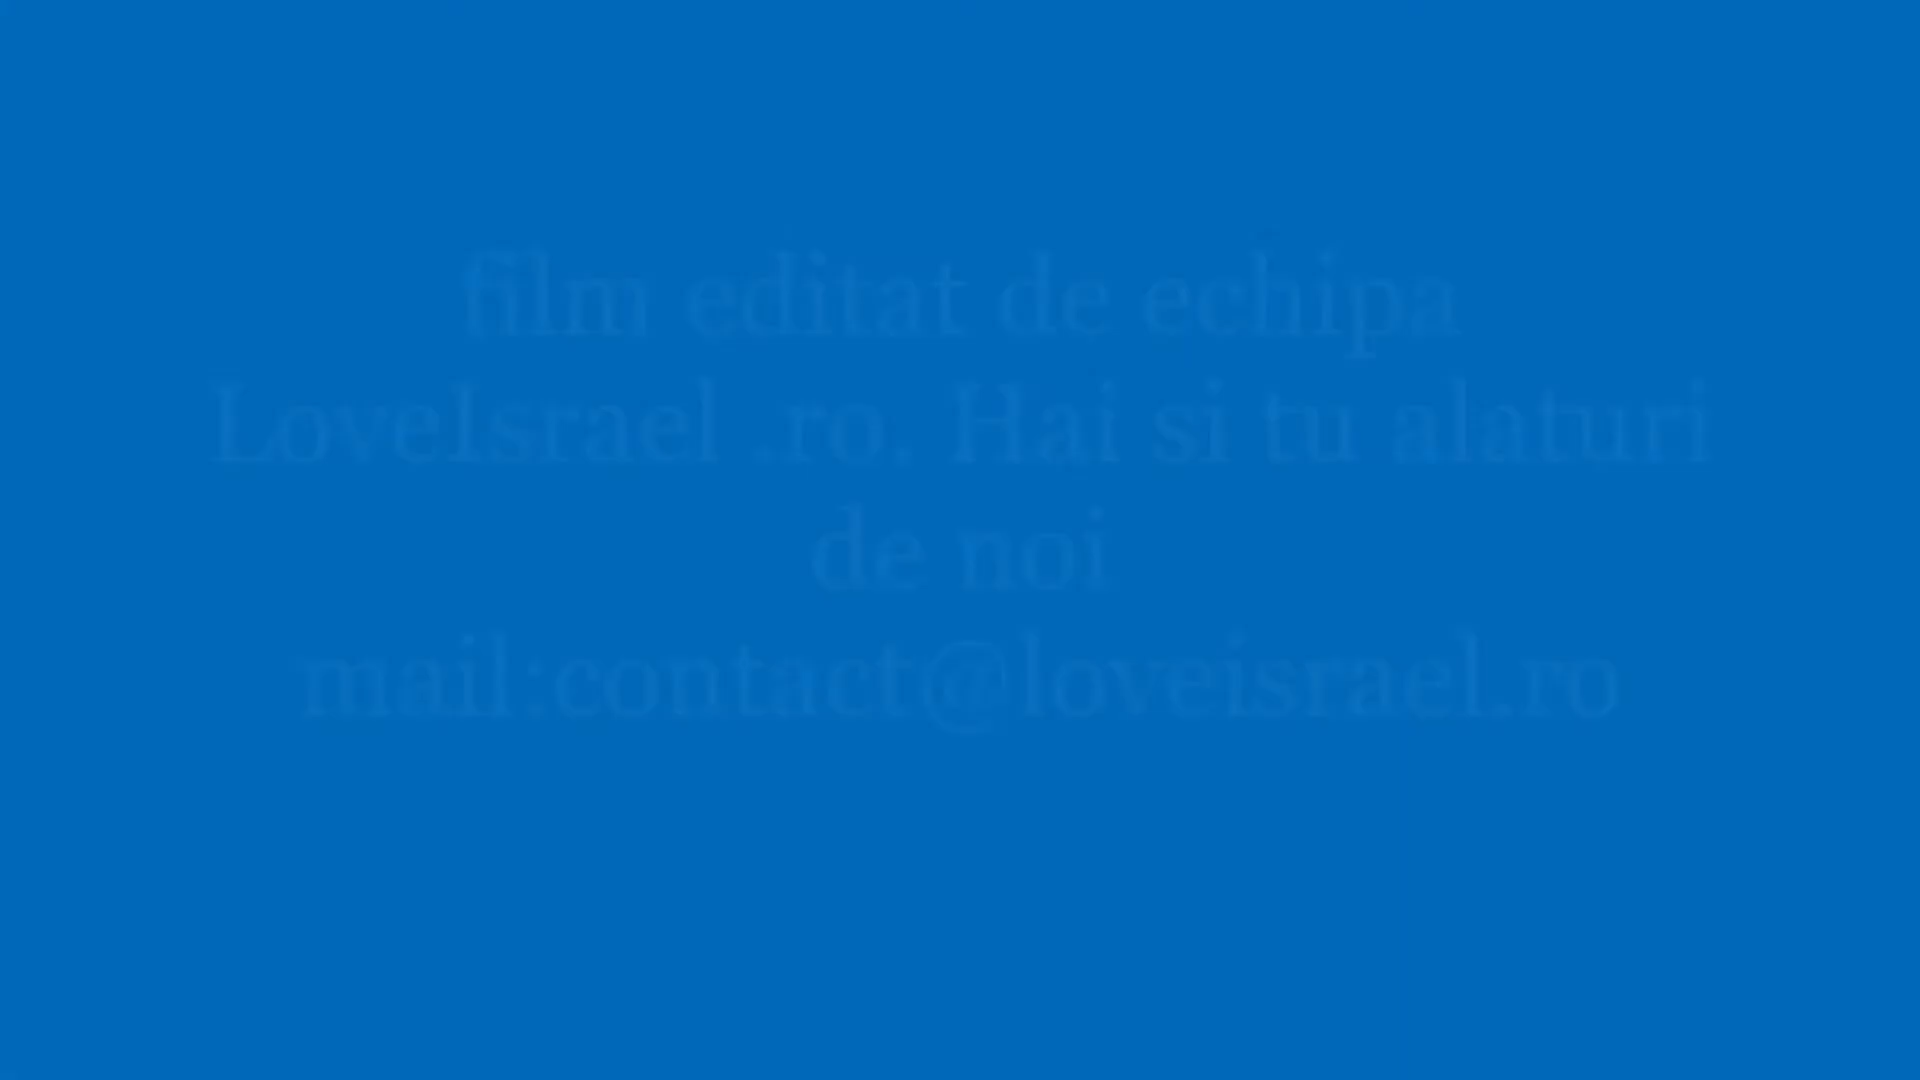 film editat de echipa
LoveIsrael .ro. Hai si tu alaturi
de noi
mail:contact@loveisrael.ro